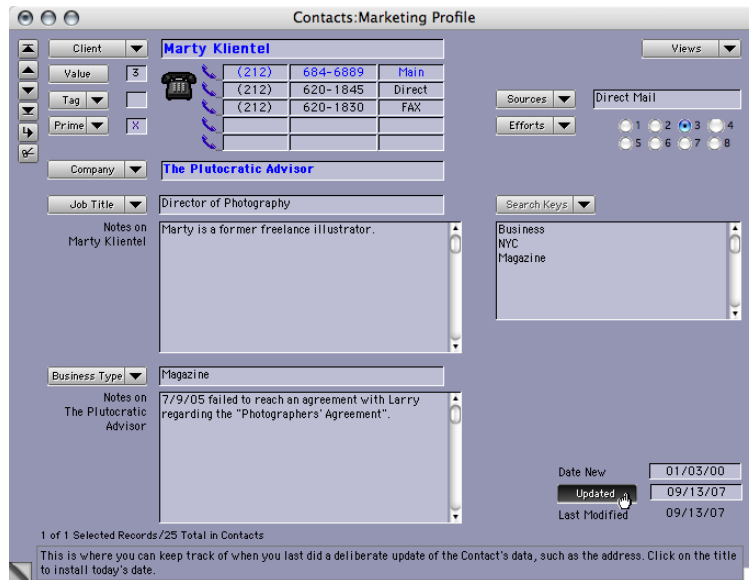 Contacts:Marketing Profile
Client
Marty Klientel
Views
Value 3
(212) 684-6889 Main
(212) 620-1845 Direct
(212) 620-1830 FAX
Tag
Prime X
Sources Direct Mail
Efforts 1 2 3 4
5 6 7 8
Company The Plutocratic Advisor
Job Title Director of Photography
Search Keys
Notes on
Marty Klientel
Marty is a former freelance illustrator.
Business
NYC
Magazine
Business Type Magazine
Notes on
The Plutocratic
Advisor
7/9/05 failed to reach an agreement with Larry
regarding the "Photographers' Agreement".
Date New 01/03/00
Updated 09/13/07
Last Modified 09/13/07
1 of 1 Selected Records/25 Total in Contacts
This is where you can keep track of when you last did a deliberate update of the Contact's data, such as the address. Click on the title
to install today's date.